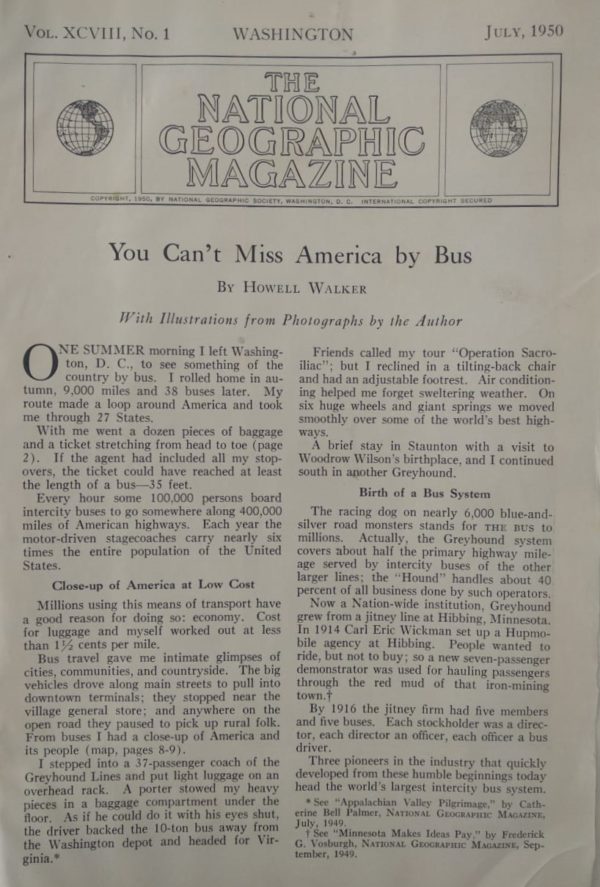 VOL. XCVIII, No. 1 WASHINGTON JULY, 1950
THE
NATIONAL
GEOGRAPHIC
MAGAZINE
COPYRIGHT, 1950, BY NATIONAL GEOGRAPHIC SOCIETY, WASHINGTON, D. C. INTERNATIONAL COPYRIGHT SECURED
You Can't Miss America by Bus
BY HOWELL WALKER
With Illustrations from Photographs by the Author
ONE SUMMER morning I left Washing-
ton, D. C., to see something of the
country by bus. I rolled home in au-
tumn, 9,000 miles and 38 buses later. My
route made a loop around America and took
me through 27 States.
With me went a dozen pieces of baggage
and a ticket stretching from head to toe (page
2). If the agent had included all my stop-
overs, the ticket could have reached at least
the length of a bus—35 feet.
Every hour some 100,000 persons board
intercity buses to go somewhere along 400,000
miles of American highways. Each year the
motor-driven stagecoaches carry nearly six
times the entire population of the United
States.
Close-up of America at Low Cost
Millions using this means of transport have
a good reason for doing so: economy. Cost
for luggage and myself worked out at less
than 1½ cents per mile.
Bus travel gave me intimate glimpses of
cities, communities, and countryside. The big
vehicles drove along main streets to pull into
downtown terminals; they stopped near the
village general store; and anywhere on the
open road they paused to pick up rural folk.
From buses I had a close-up of America and
its people (map, pages 8-9).
I stepped into a 37-passenger coach of the
Greyhound Lines and put light luggage on an
overhead rack. A porter stowed my heavy
pieces in a baggage compartment under the
floor. As if he could do it with his eyes shut,
the driver backed the 10-ton bus away from
the Washington depot and headed for Vir-
ginia.*
Friends called my tour "Operation Sacro-
iliac"; but I reclined in a tilting-back chair
and had an adjustable footrest. Air condition-
ing helped me forget sweltering weather. On
six huge wheels and giant springs we moved
smoothly over some of the world's best high-
ways.
A brief stay in Staunton with a visit to
Woodrow Wilson's birthplace, and I continued
south in another Greyhound.
Birth of a Bus System
The racing dog on nearly 6,000 blue-and-
silver road monsters stands for THE BUS to
millions. Actually, the Greyhound system
covers about half the primary highway mile-
age served by intercity buses of the other
larger lines; the "Hound" handles about 40
percent of all business done by such operators.
Now a Nation-wide institution, Greyhound
grew from a jitney line at Hibbing, Minnesota.
In 1914 Carl Eric Wickman set up a Hupmo-
bile agency at Hibbing. People wanted to
ride, but not to buy; so a new seven-passenger
demonstrator was used for hauling passengers
through the red mud of that iron-mining
town.†
By 1916 the jitney firm had five members
and five buses. Each stockholder was a direc-
tor, each director an officer, each officer a bus
driver.
Three pioneers in the industry that quickly
developed from these humble beginnings today
head the world's largest intercity bus system.
* See "Appalachian Valley Pilgrimage," by Cath-
erine Bell Palmer, NATIONAL GEOGRAPHIC MAGAZINE,
July, 1949.
† See "Minnesota Makes Ideas Pay," by Frederick
G. Vosburgh, NATIONAL GEOGRAPHIC MAGAZINE, Sep-
tember, 1949.